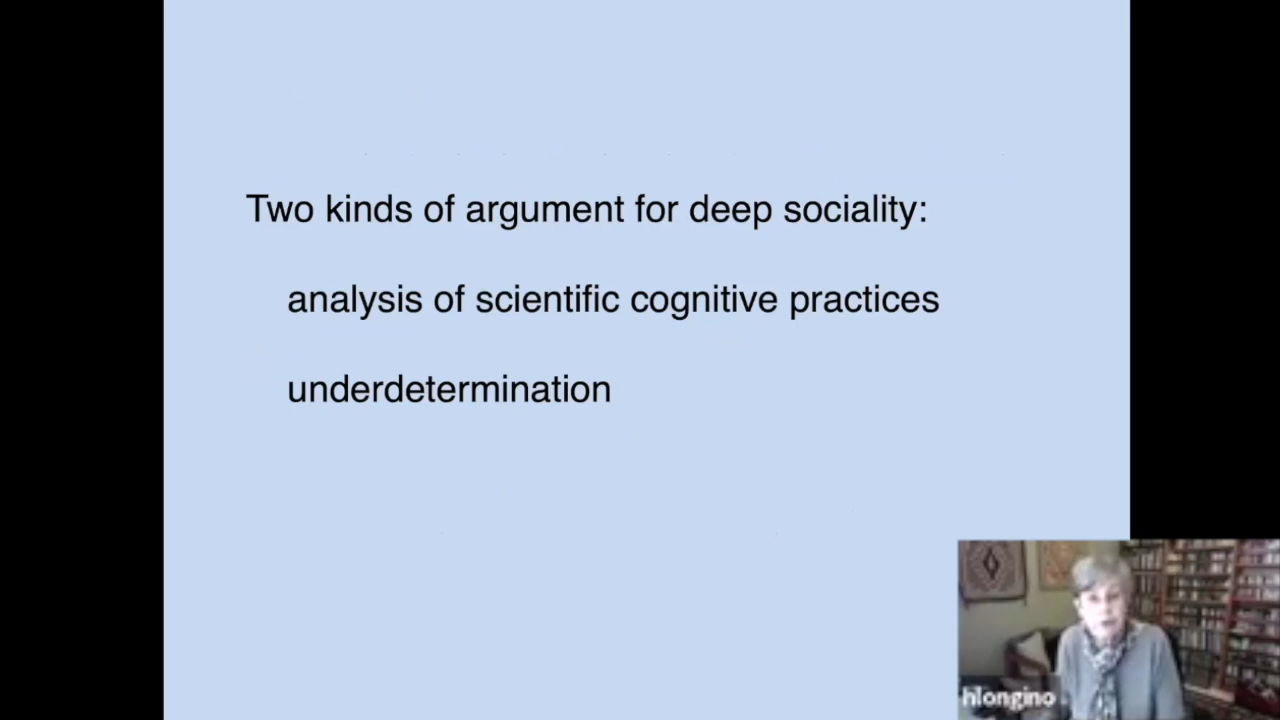 Two kinds of argument for deep sociality:
analysis of scientific cognitive practices
underdetermination
hlongino